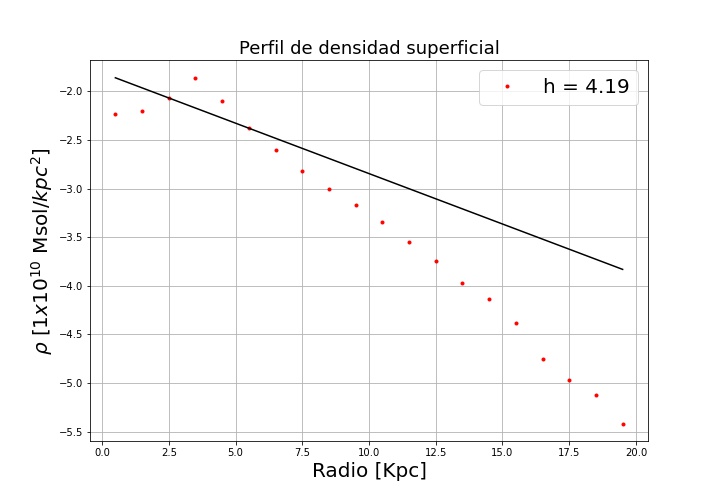 Perfil de densidad superficial
h = 4.19
ρ [1x10¹⁰ Msol/kpc²]
−2.0
−2.5
−3.0
−3.5
−4.0
−4.5
−5.0
−5.5
0.0 2.5 5.0 7.5 10.0 12.5 15.0 17.5 20.0
Radio [Kpc]